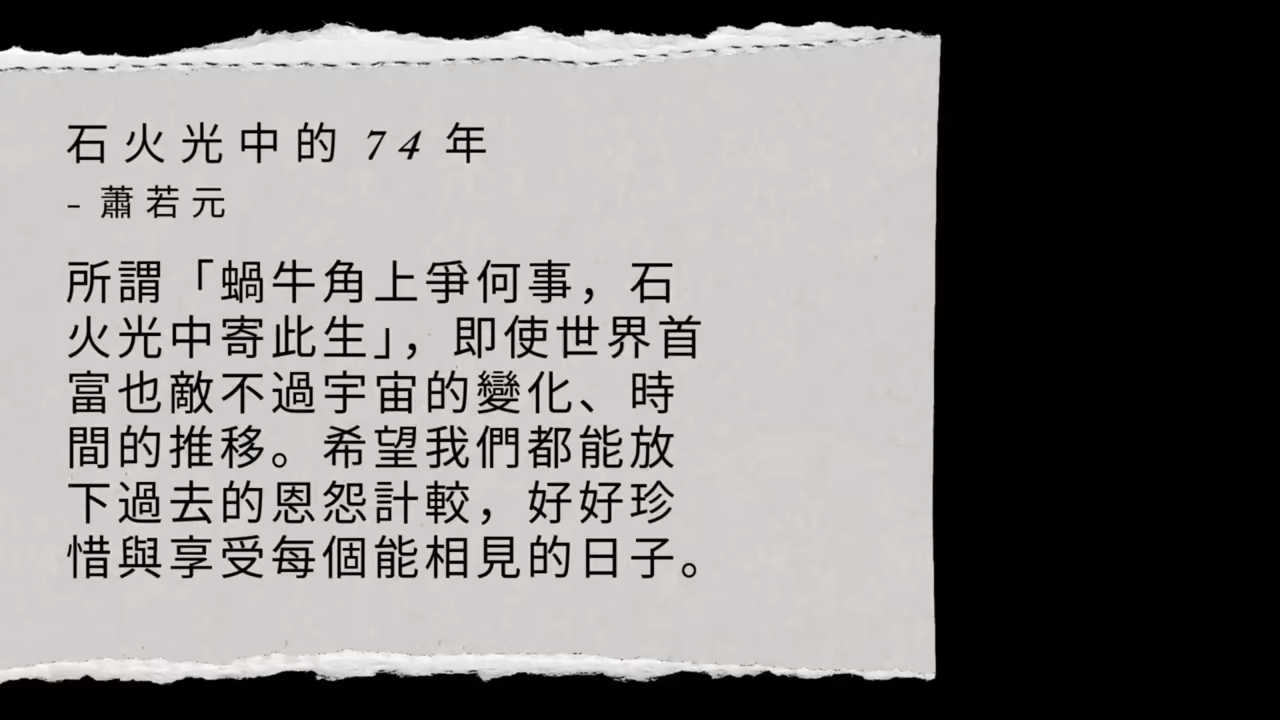 石火光中的 74 年
- 蕭若元
所謂「蝸牛角上爭何事，石
火光中寄此生」，即使世界首
富也敵不過宇宙的變化、時
間的推移。希望我們都能放
下過去的恩怨計較，好好珍
惜與享受每個能相見的日子。